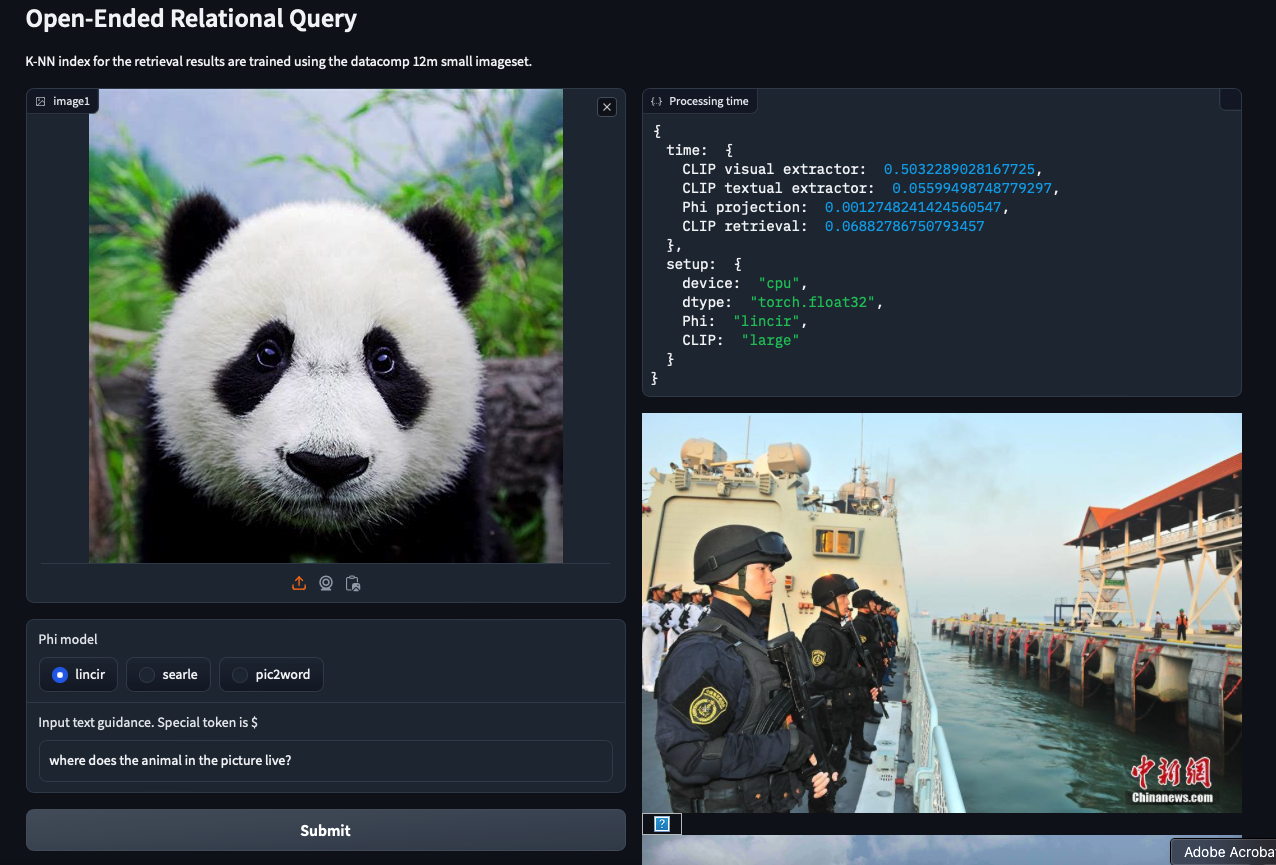 Open-Ended Relational Query
K-NN index for the retrieval results are trained using the datacomp 12m small imageset.
image1
Phi model
lincir
searle
pic2word
Input text guidance. Special token is $
where does the animal in the picture live?
Submit
{..} Processing time
{
time: {
CLIP visual extractor: 0.5032289028167725,
CLIP textual extractor: 0.05599498748779297,
Phi projection: 0.0012748241424560547,
CLIP retrieval: 0.06882786750793457
},
setup: {
device: "cpu",
dtype: "torch.float32",
Phi: "lincir",
CLIP: "large"
}
}
中新網
Chinanews.com
?
Adobe Acroba